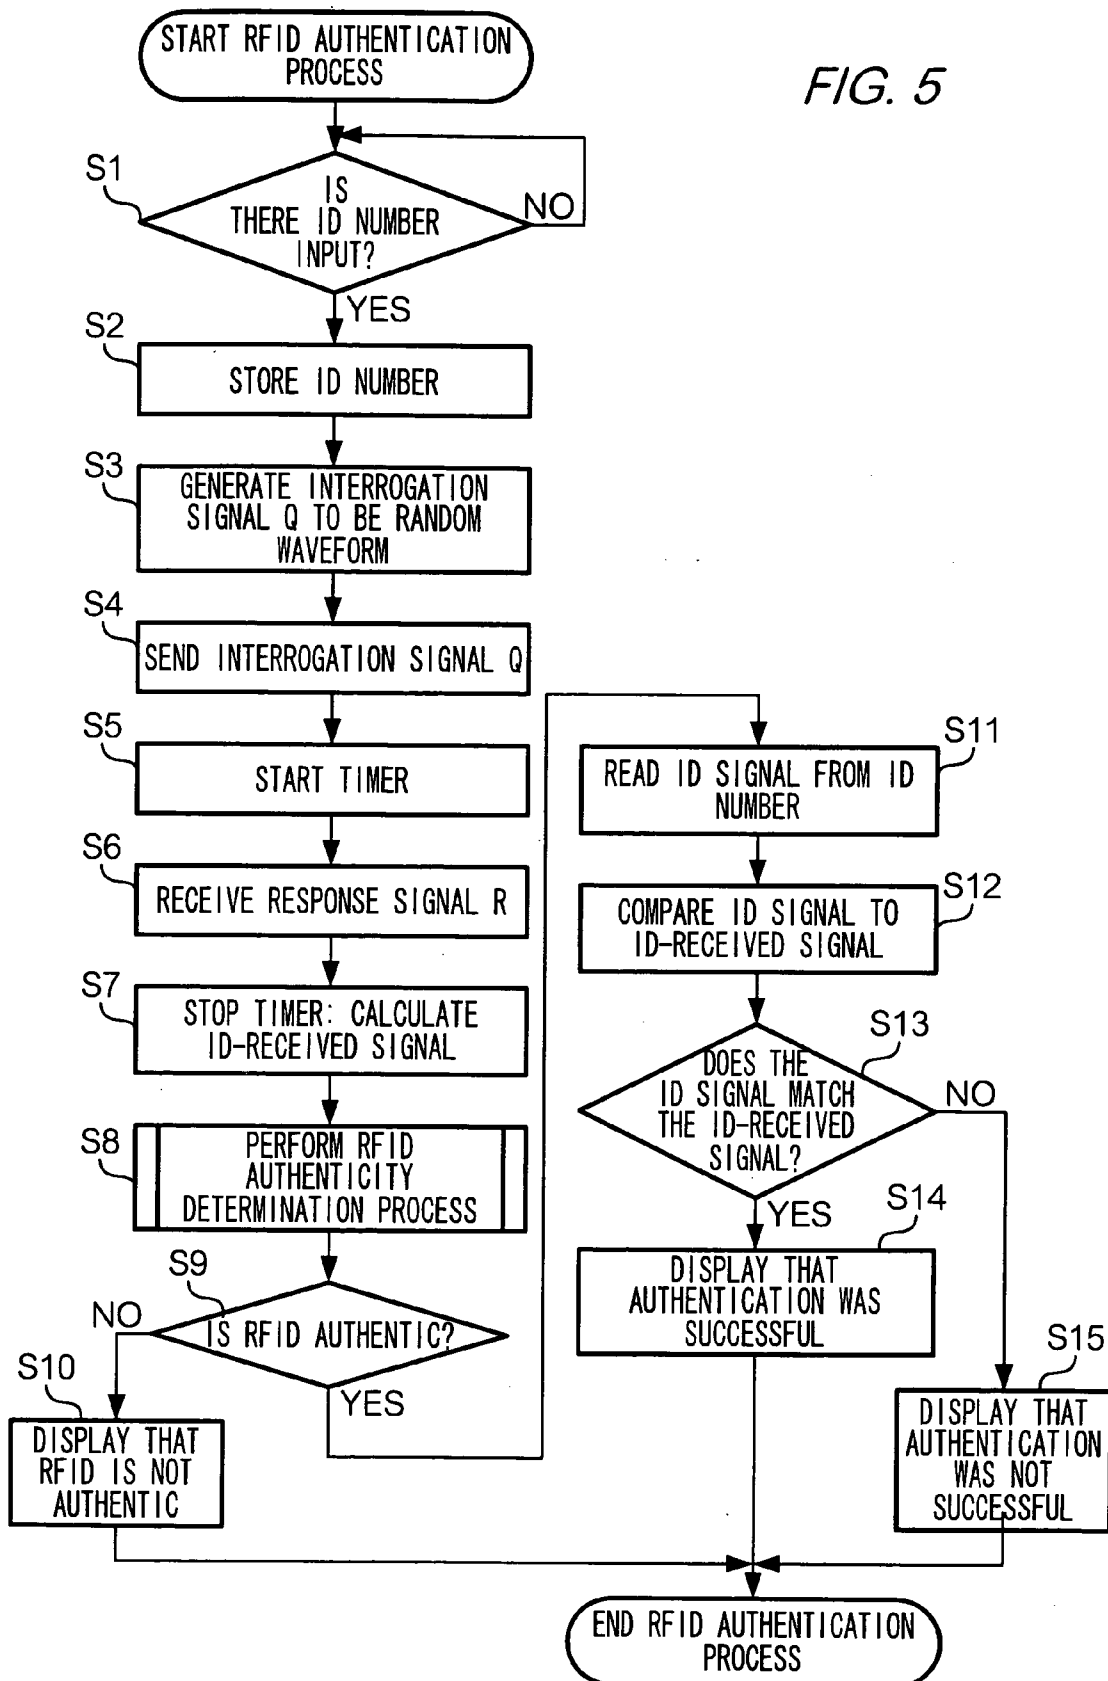 START RFID AUTHENTICATION
PROCESS
FIG. 5
S1
IS
THERE ID NUMBER
INPUT?
NO
YES
S2
STORE ID NUMBER
S3
GENERATE INTERROGATION
SIGNAL Q TO BE RANDOM
WAVEFORM
S4
SEND INTERROGATION SIGNAL Q
S5
START TIMER
S6
RECEIVE RESPONSE SIGNAL R
S7
STOP TIMER: CALCULATE
ID-RECEIVED SIGNAL
S8
PERFORM RFID
AUTHENTICITY
DETERMINATION PROCESS
S9
IS RFID AUTHENTIC?
NO
YES
S10
DISPLAY THAT
RFID IS NOT
AUTHENTIC
S11
READ ID SIGNAL FROM ID
NUMBER
S12
COMPARE ID SIGNAL TO
ID-RECEIVED SIGNAL
S13
DOES THE
ID SIGNAL MATCH
THE ID-RECEIVED
SIGNAL?
NO
YES
S14
DISPLAY THAT
AUTHENTICATION WAS
SUCCESSFUL
S15
DISPLAY THAT
AUTHENTICATION
WAS NOT
SUCCESSFUL
END RFID AUTHENTICATION
PROCESS